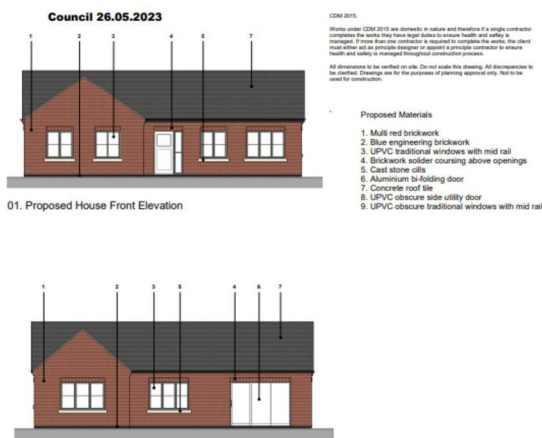 Council 26.05.2023
CDM 2015.
Works under CDM 2015 are domestic in nature and therefore if a single contractor
completes the works they have legal duties to ensure health and saftey is
managed. If more than one contractor is required to complete the works, the client
must either aid as principle designer or appoint a principle contractor to ensure
health and safety is managed throughout construction process.
All dimensions to be verified on site. Do not scale this drawing. All discrepancies to
be clarified. Drawings are for the purposes of planning approval only. Not to be
used for construction.
1 2 3 4 5 7
Proposed Materials
1. Multi red brickwork
2. Blue engineering brickwork
3. UPVC traditional windows with mid rail
4. Brickwork solider coursing above openings
5. Cast stone cills
6. Aluminium bi-folding door
7. Concrete roof tile
8. UPVC obscure side utility door
9. UPVC obscure traditional windows with mid rail
01. Proposed House Front Elevation
1 2 3 5 4 6 7